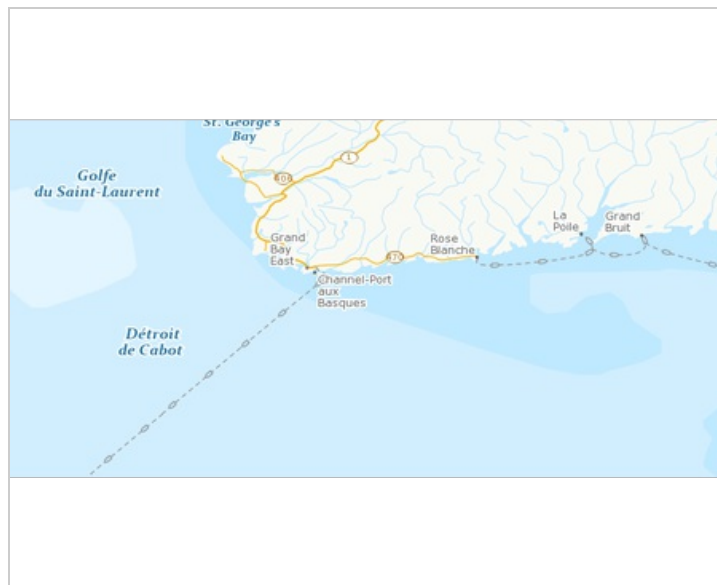 St. George's
Bay
Golfe
du Saint-Laurent
1
406
La
Poile
Grand
Bruit
Grand
Bay
East
Rose
Blanche
470
Channel-Port
aux
Basques
Détroit
de Cabot